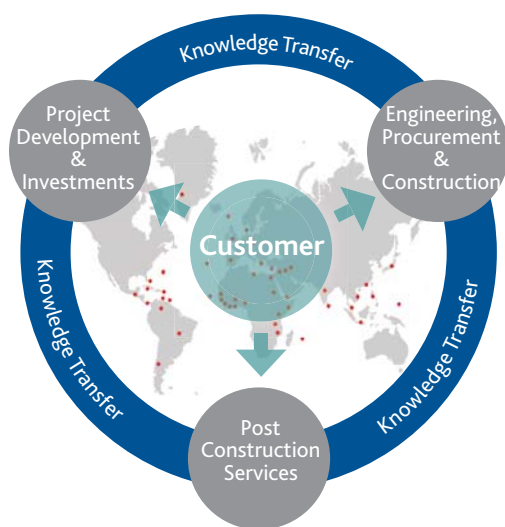 Knowledge Transfer
Project
Development
&
Investments
Engineering,
Procurement
&
Construction
Customer
Knowledge Transfer
Knowledge Transfer
Post
Construction
Services